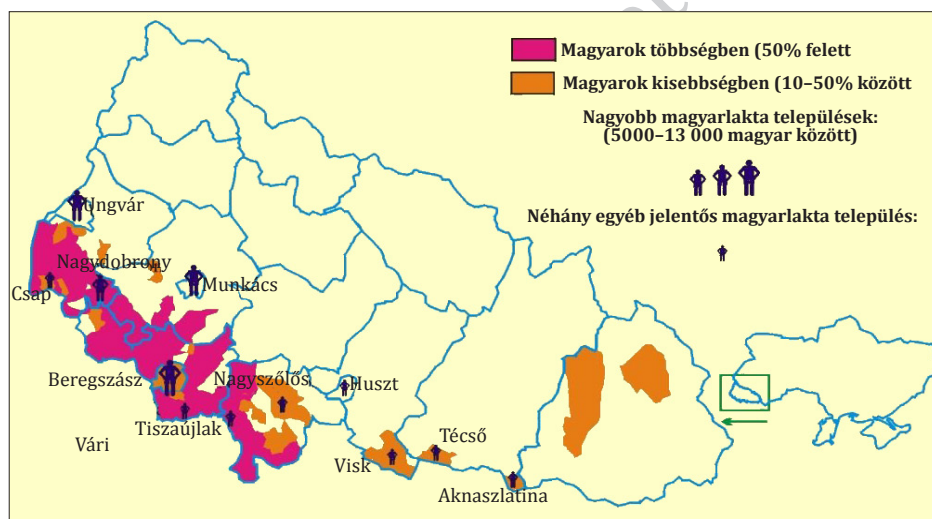 Magyarok többségben (50% felett
Magyarok kisebbségben (10–50% között
Nagyobb magyarlakta települések:
(5000–13 000 magyar között)
Néhány egyéb jelentős magyarlakta település:
Ungvár
Nagydobrony
Csap
Munkács
Beregszász
Nagyszőlős
Huszt
Tiszaújlak
Vári
Técső
Visk
Aknaszlatina